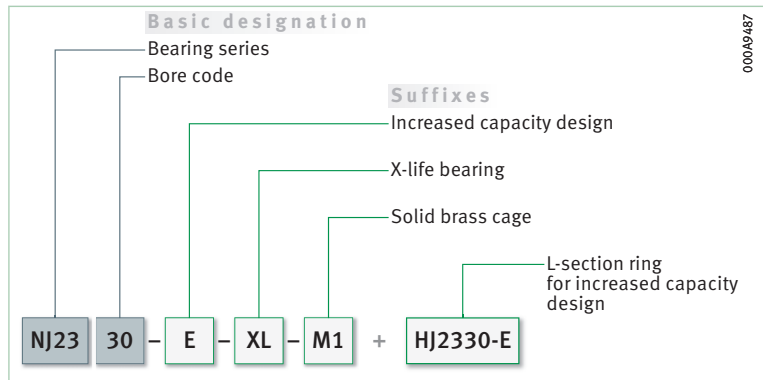 Basic designation
Bearing series
Bore code
Suffixes
Increased capacity design
X-life bearing
Solid brass cage
L-section ring
for increased capacity
design
NJ23 30 – E – XL – M1 + HJ2330-E
000A9487